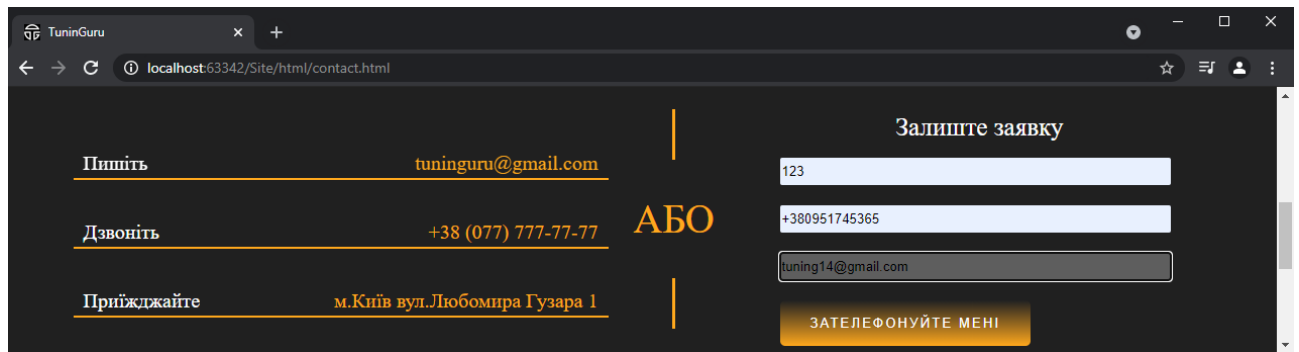 TuninGuru
localhost:63342/Site/html/contact.html
Пишіть tuninguru@gmail.com
Дзвоніть +38 (077) 777-77-77
Приїжджайте м.Київ вул.Любомира Гузара 1
АБО
Залиште заявку
123
+380951745365
tuning14@gmail.com
ЗАТЕЛЕФОНУЙТЕ МЕНІ